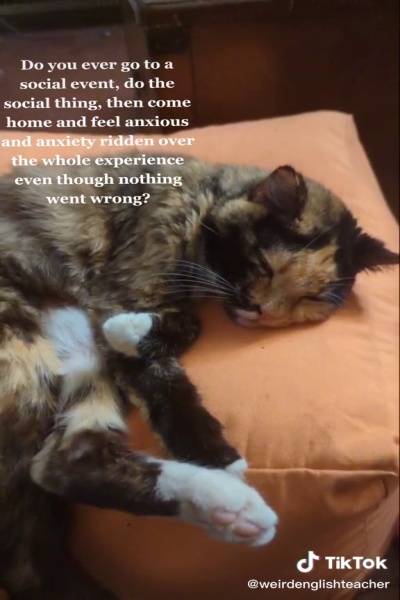 Do you ever go to a
social event, do the
social thing, then come
home and feel anxious
and anxiety ridden over
the whole experience
even though nothing
went wrong?
TikTok
@weirdenglishteacher